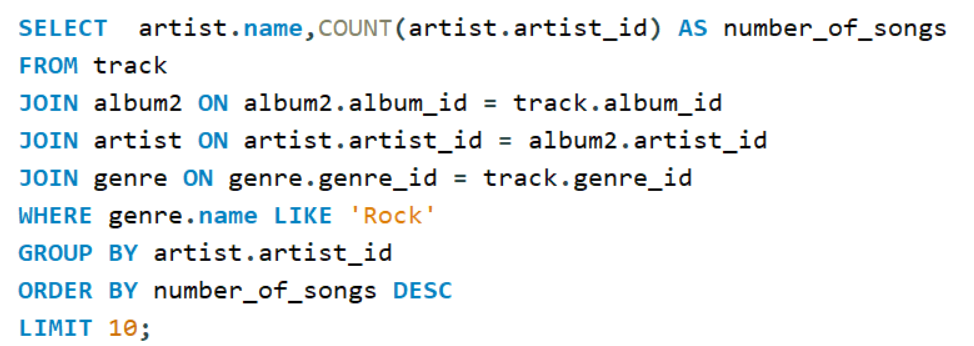 SELECT  artist.name,COUNT(artist.artist_id) AS number_of_songs
FROM track
JOIN album2 ON album2.album_id = track.album_id
JOIN artist ON artist.artist_id = album2.artist_id
JOIN genre ON genre.genre_id = track.genre_id
WHERE genre.name LIKE 'Rock'
GROUP BY artist.artist_id
ORDER BY number_of_songs DESC
LIMIT 10;